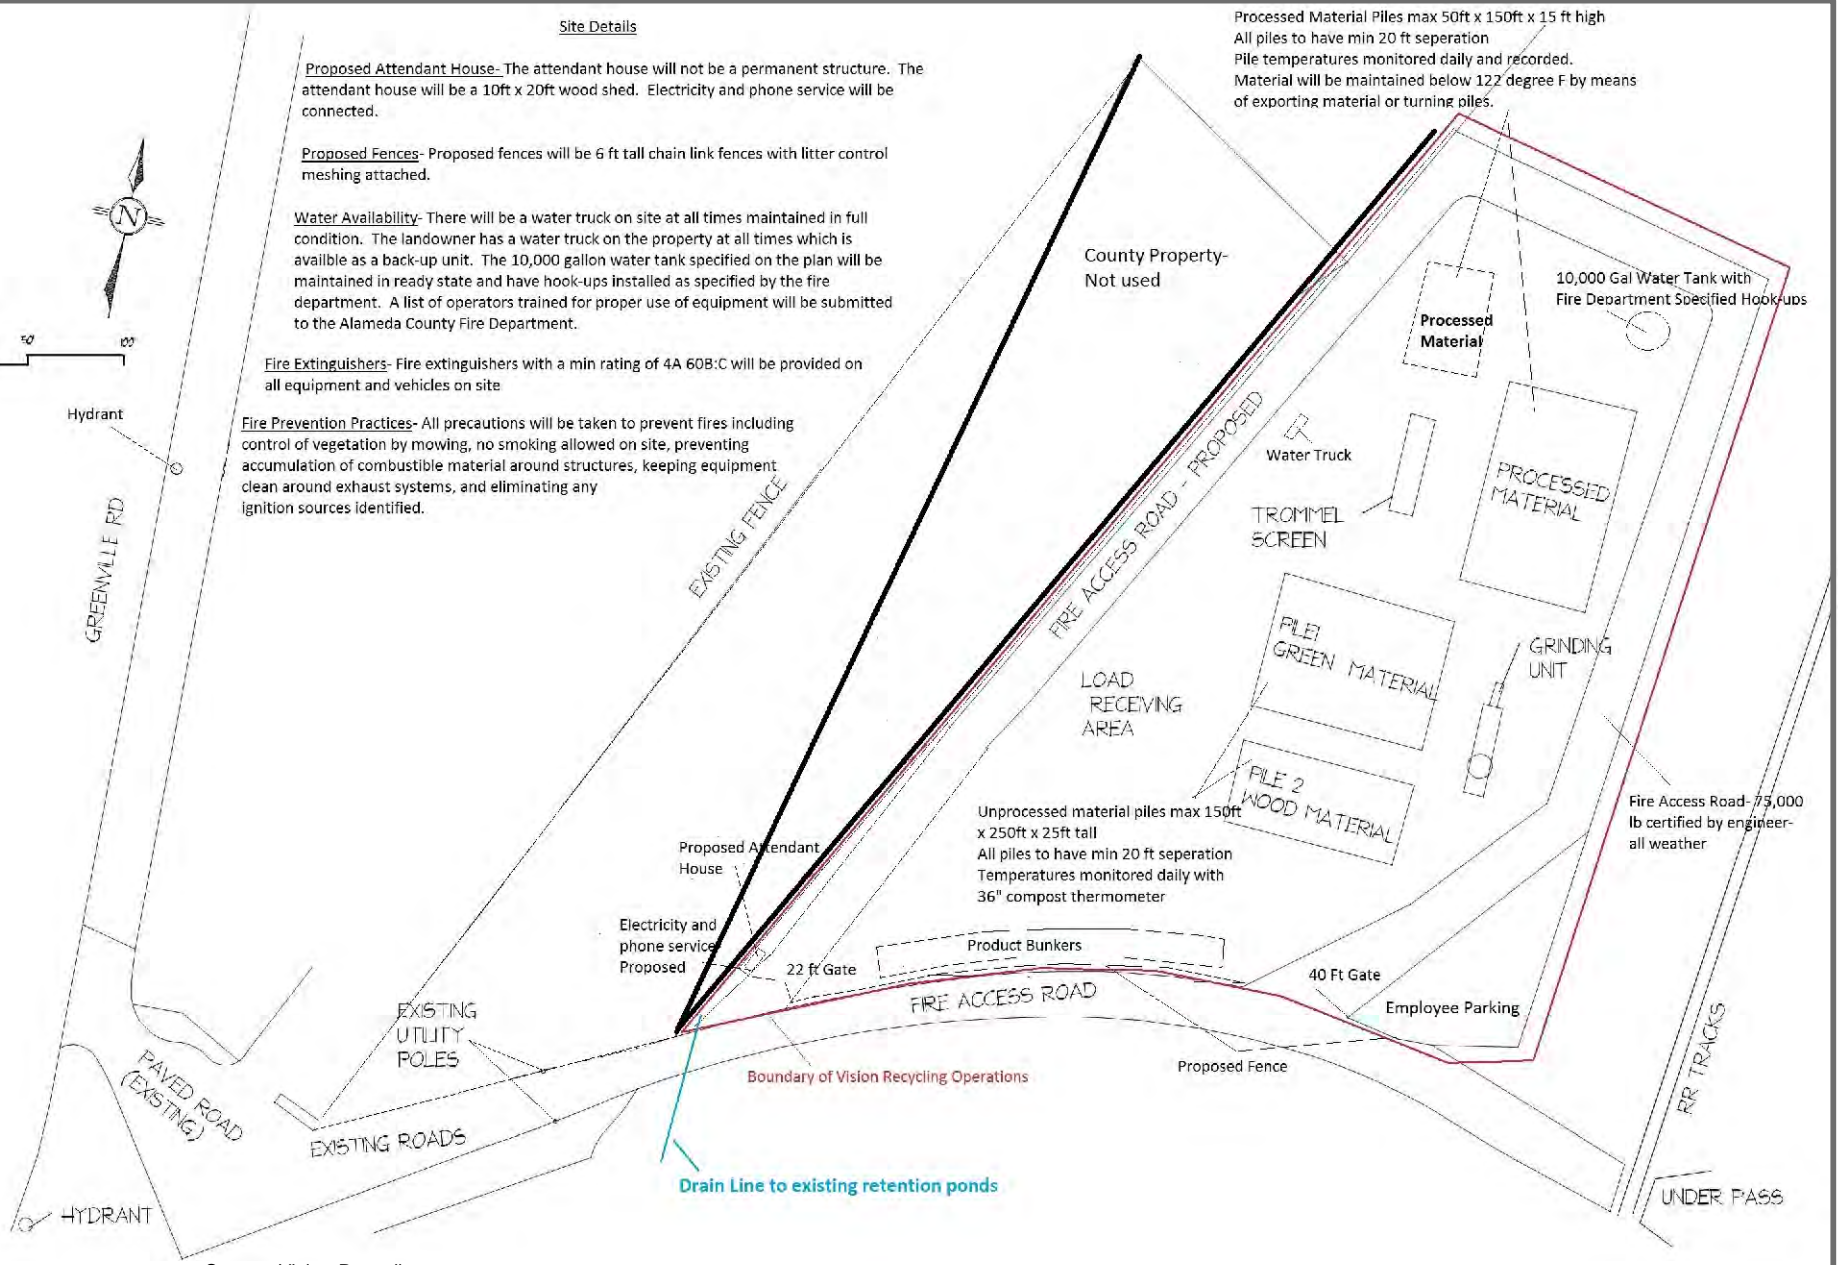 Site Details
Proposed Attendant House- The attendant house will not be a permanent structure.  The
attendant house will be a 10ft x 20ft wood shed.  Electricity and phone service will be
connected.
Proposed Fences- Proposed fences will be 6 ft tall chain link fences with litter control
meshing attached.
Water Availability- There will be a water truck on site at all times maintained in full
condition.  The landowner has a water truck on the property at all times which is
availble as a back-up unit.  The 10,000 gallon water tank specified on the plan will be
maintained in ready state and have hook-ups installed as specified by the fire
department.  A list of operators trained for proper use of equipment will be submitted
to the Alameda County Fire Department.
Fire Extinguishers- Fire extinguishers with a min rating of 4A 60B:C will be provided on
all equipment and vehicles on site
Fire Prevention Practices- All precautions will be taken to prevent fires including
control of vegetation by mowing, no smoking allowed on site, preventing
accumulation of combustible material around structures, keeping equipment
clean around exhaust systems, and eliminating any
ignition sources identified.
Processed Material Piles max 50ft x 150ft x 15 ft high
All piles to have min 20 ft seperation
Pile temperatures monitored daily and recorded.
Material will be maintained below 122 degree F by means
of exporting material or turning piles.
N
50
100
Hydrant
GREENVILLE RD
EXISTING FENCE
County Property-
Not used
10,000 Gal Water Tank with
Fire Department Specified Hook-ups
Processed
Material
FIRE ACCESS ROAD - PROPOSED
Water Truck
TROMMEL
SCREEN
PROCESSED
MATERIAL
PILE1
GREEN MATERIAL
GRINDING
UNIT
LOAD
RECEIVING
AREA
PILE 2
WOOD MATERIAL
Unprocessed material piles max 150ft
x 250ft x 25ft tall
All piles to have min 20 ft seperation
Temperatures monitored daily with
36" compost thermometer
Fire Access Road- 75,000
lb certified by engineer-
all weather
Proposed Attendant
House
Electricity and
phone service
Proposed
22 ft Gate
Product Bunkers
FIRE ACCESS ROAD
40 Ft Gate
Employee Parking
Proposed Fence
EXISTING
UTILITY
POLES
Boundary of Vision Recycling Operations
PAVED ROAD
(EXISTING)
EXISTING ROADS
Drain Line to existing retention ponds
RR TRACKS
UNDER PASS
HYDRANT